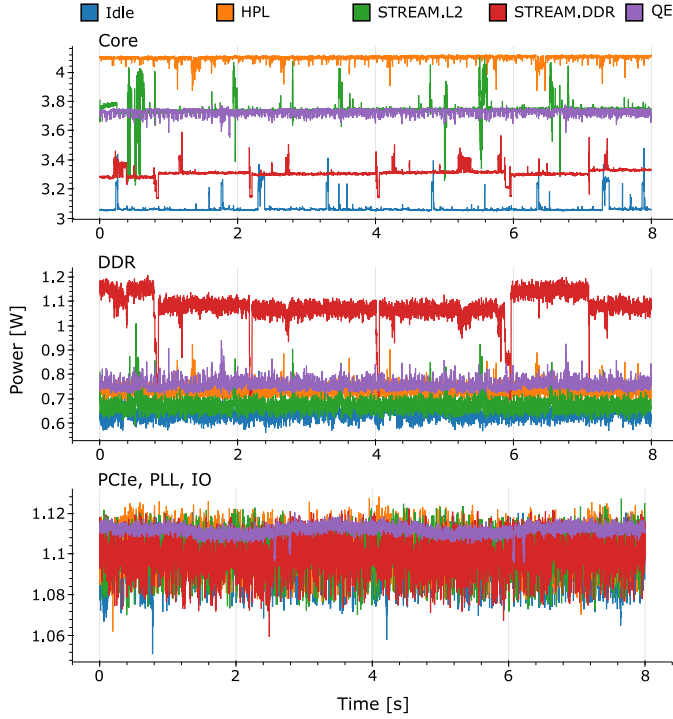 Idle HPL STREAM.L2 STREAM.DDR QE
Core
4
3.8
3.6
3.4
3.2
3
0 2 4 6 8
DDR
1.2
1.1
1
0.9
0.8
0.7
0.6
0 2 4 6 8
Power [W]
PCIe, PLL, IO
1.12
1.10
1.08
1.06
0 2 4 6 8
Time [s]